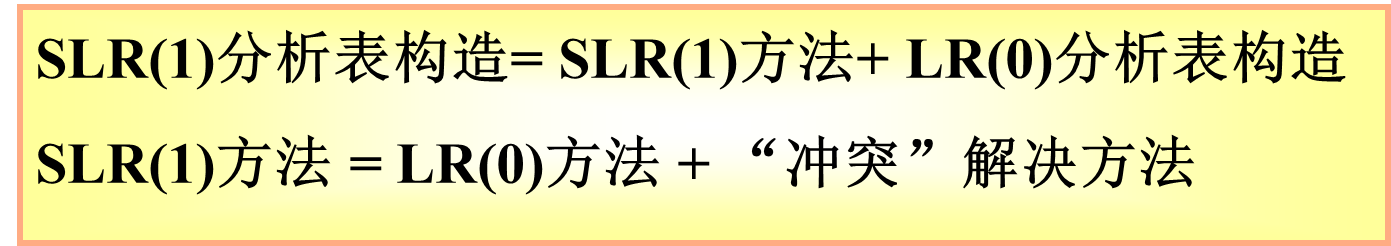 SLR(1)分析表构造= SLR(1)方法+ LR(0)分析表构造
SLR(1)方法 = LR(0)方法 + “冲突”解决方法